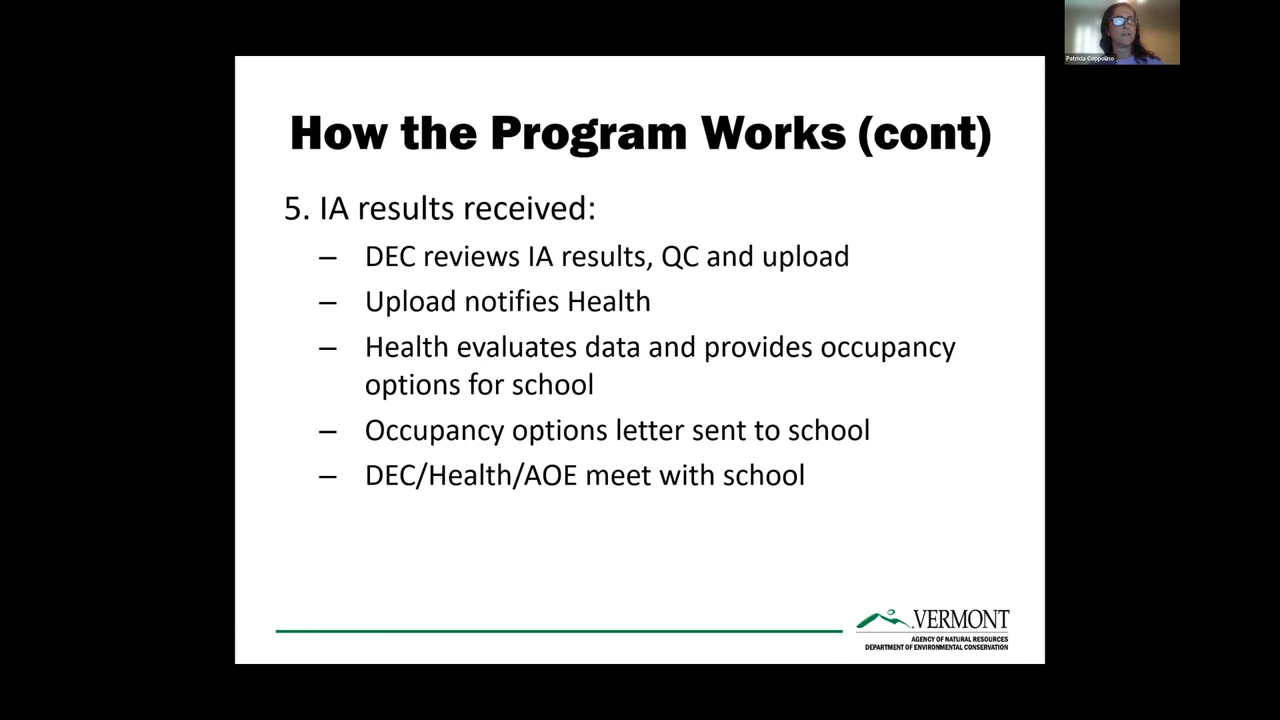 Patricia Coppolino
How the Program Works (cont)
5. IA results received:
– DEC reviews IA results, QC and upload
– Upload notifies Health
– Health evaluates data and provides occupancy
options for school
– Occupancy options letter sent to school
– DEC/Health/AOE meet with school
VERMONT
AGENCY OF NATURAL RESOURCES
DEPARTMENT OF ENVIRONMENTAL CONSERVATION